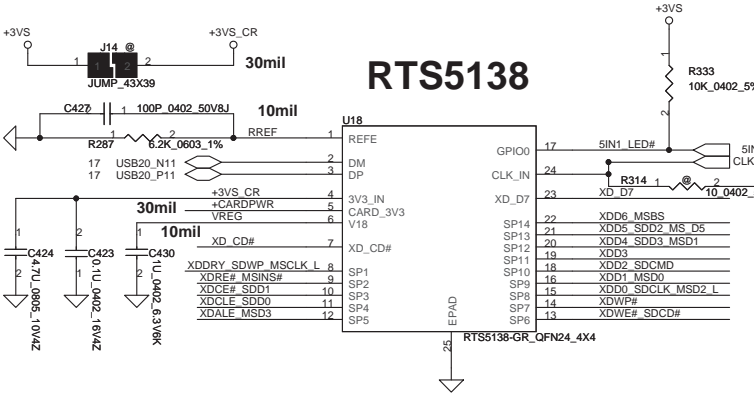 +3VS
+3VS
J14 @
+3VS_CR
1 1 2 2
30mil
JUMP_43X39
RTS5138
R333
10K_0402_5%
C427
1 100P_0402_50V8J
10mil
U18
R287 1 2 6.2K_0603_1% RREF 1 REFE
GPIO0 17 5IN1_LED# 5IN
17 USB20_N11 2 DM
CLK_IN 24 CLK
17 USB20_P11 3 DP
R314 1 @ 2 10_0402_
+3VS_CR 4 3V3_IN
XD_D7 23 XD_D7
30mil +CARDPWR 5 CARD_3V3
VREG 6 V18
10mil
SP14 22 XDD6_MSBS
SP13 21 XDD5_SDD2_MS_D5
XD_CD# 7 XD_CD#
SP12 20 XDD4_SDD3_MSD1
SP11 19 XDD3
XDDRY_SDWP_MSCLK_L 8 SP1
SP10 18 XDD2_SDCMD
XDRE#_MSINS# 9 SP2
SP9 16 XDD1_MSD0
XDCE#_SDD1 10 SP3
SP8 15 XDD0_SDCLK_MSD2_L
XDCLE_SDD0 11 SP4
SP7 14 XDWP#
XDALE_MSD3 12 SP5
SP6 13 XDWE#_SDCD#
EPAD
25
RTS5138-GR_QFN24_4X4
C424
4.7U_0805_10V4Z
C423
0.1U_0402_16V4Z
C430
1U_0402_6.3V6K